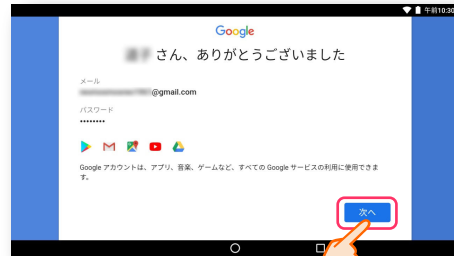 午前10:30
Google
さん、ありがとうございました
メール
@gmail.com
パスワード
••••••••
Google アカウントは、アプリ、音楽、ゲームなど、すべての Google サービスの利用に使用できま
す。
次へ